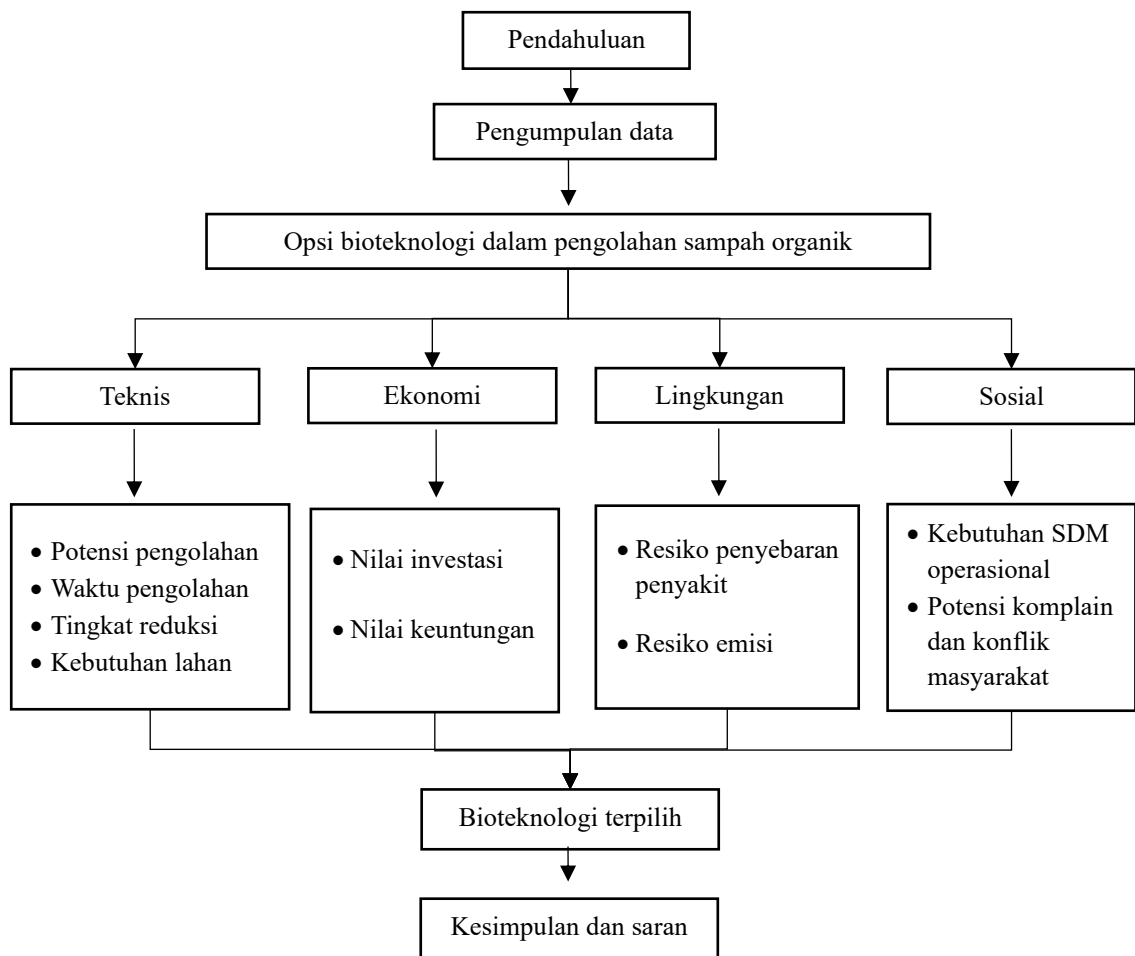 Pendahuluan
Pengumpulan data
Opsi bioteknologi dalam pengolahan sampah organik
Teknis
Ekonomi
Lingkungan
Sosial
• Potensi pengolahan
• Waktu pengolahan
• Tingkat reduksi
• Kebutuhan lahan
• Nilai investasi
• Nilai keuntungan
• Resiko penyebaran
penyakit
• Resiko emisi
• Kebutuhan SDM
operasional
• Potensi komplain
dan konflik
masyarakat
Bioteknologi terpilih
Kesimpulan dan saran